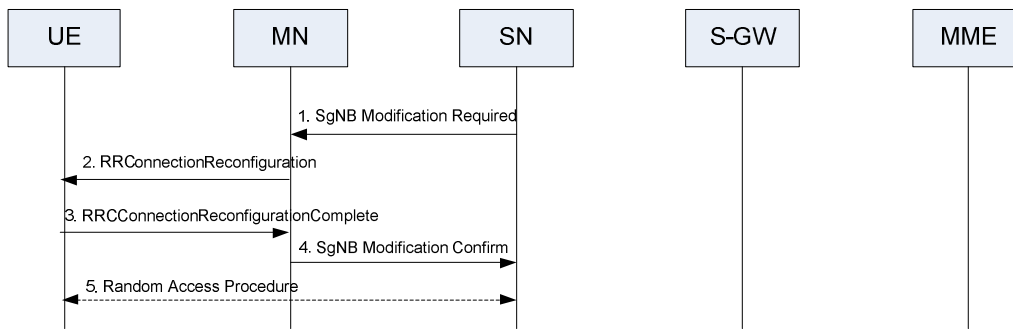 UE
MN
SN
S-GW
MME
1. SgNB Modification Required
2. RRConnectionReconfiguration
3. RRCConnectionReconfigurationComplete
4. SgNB Modification Confirm
5. Random Access Procedure